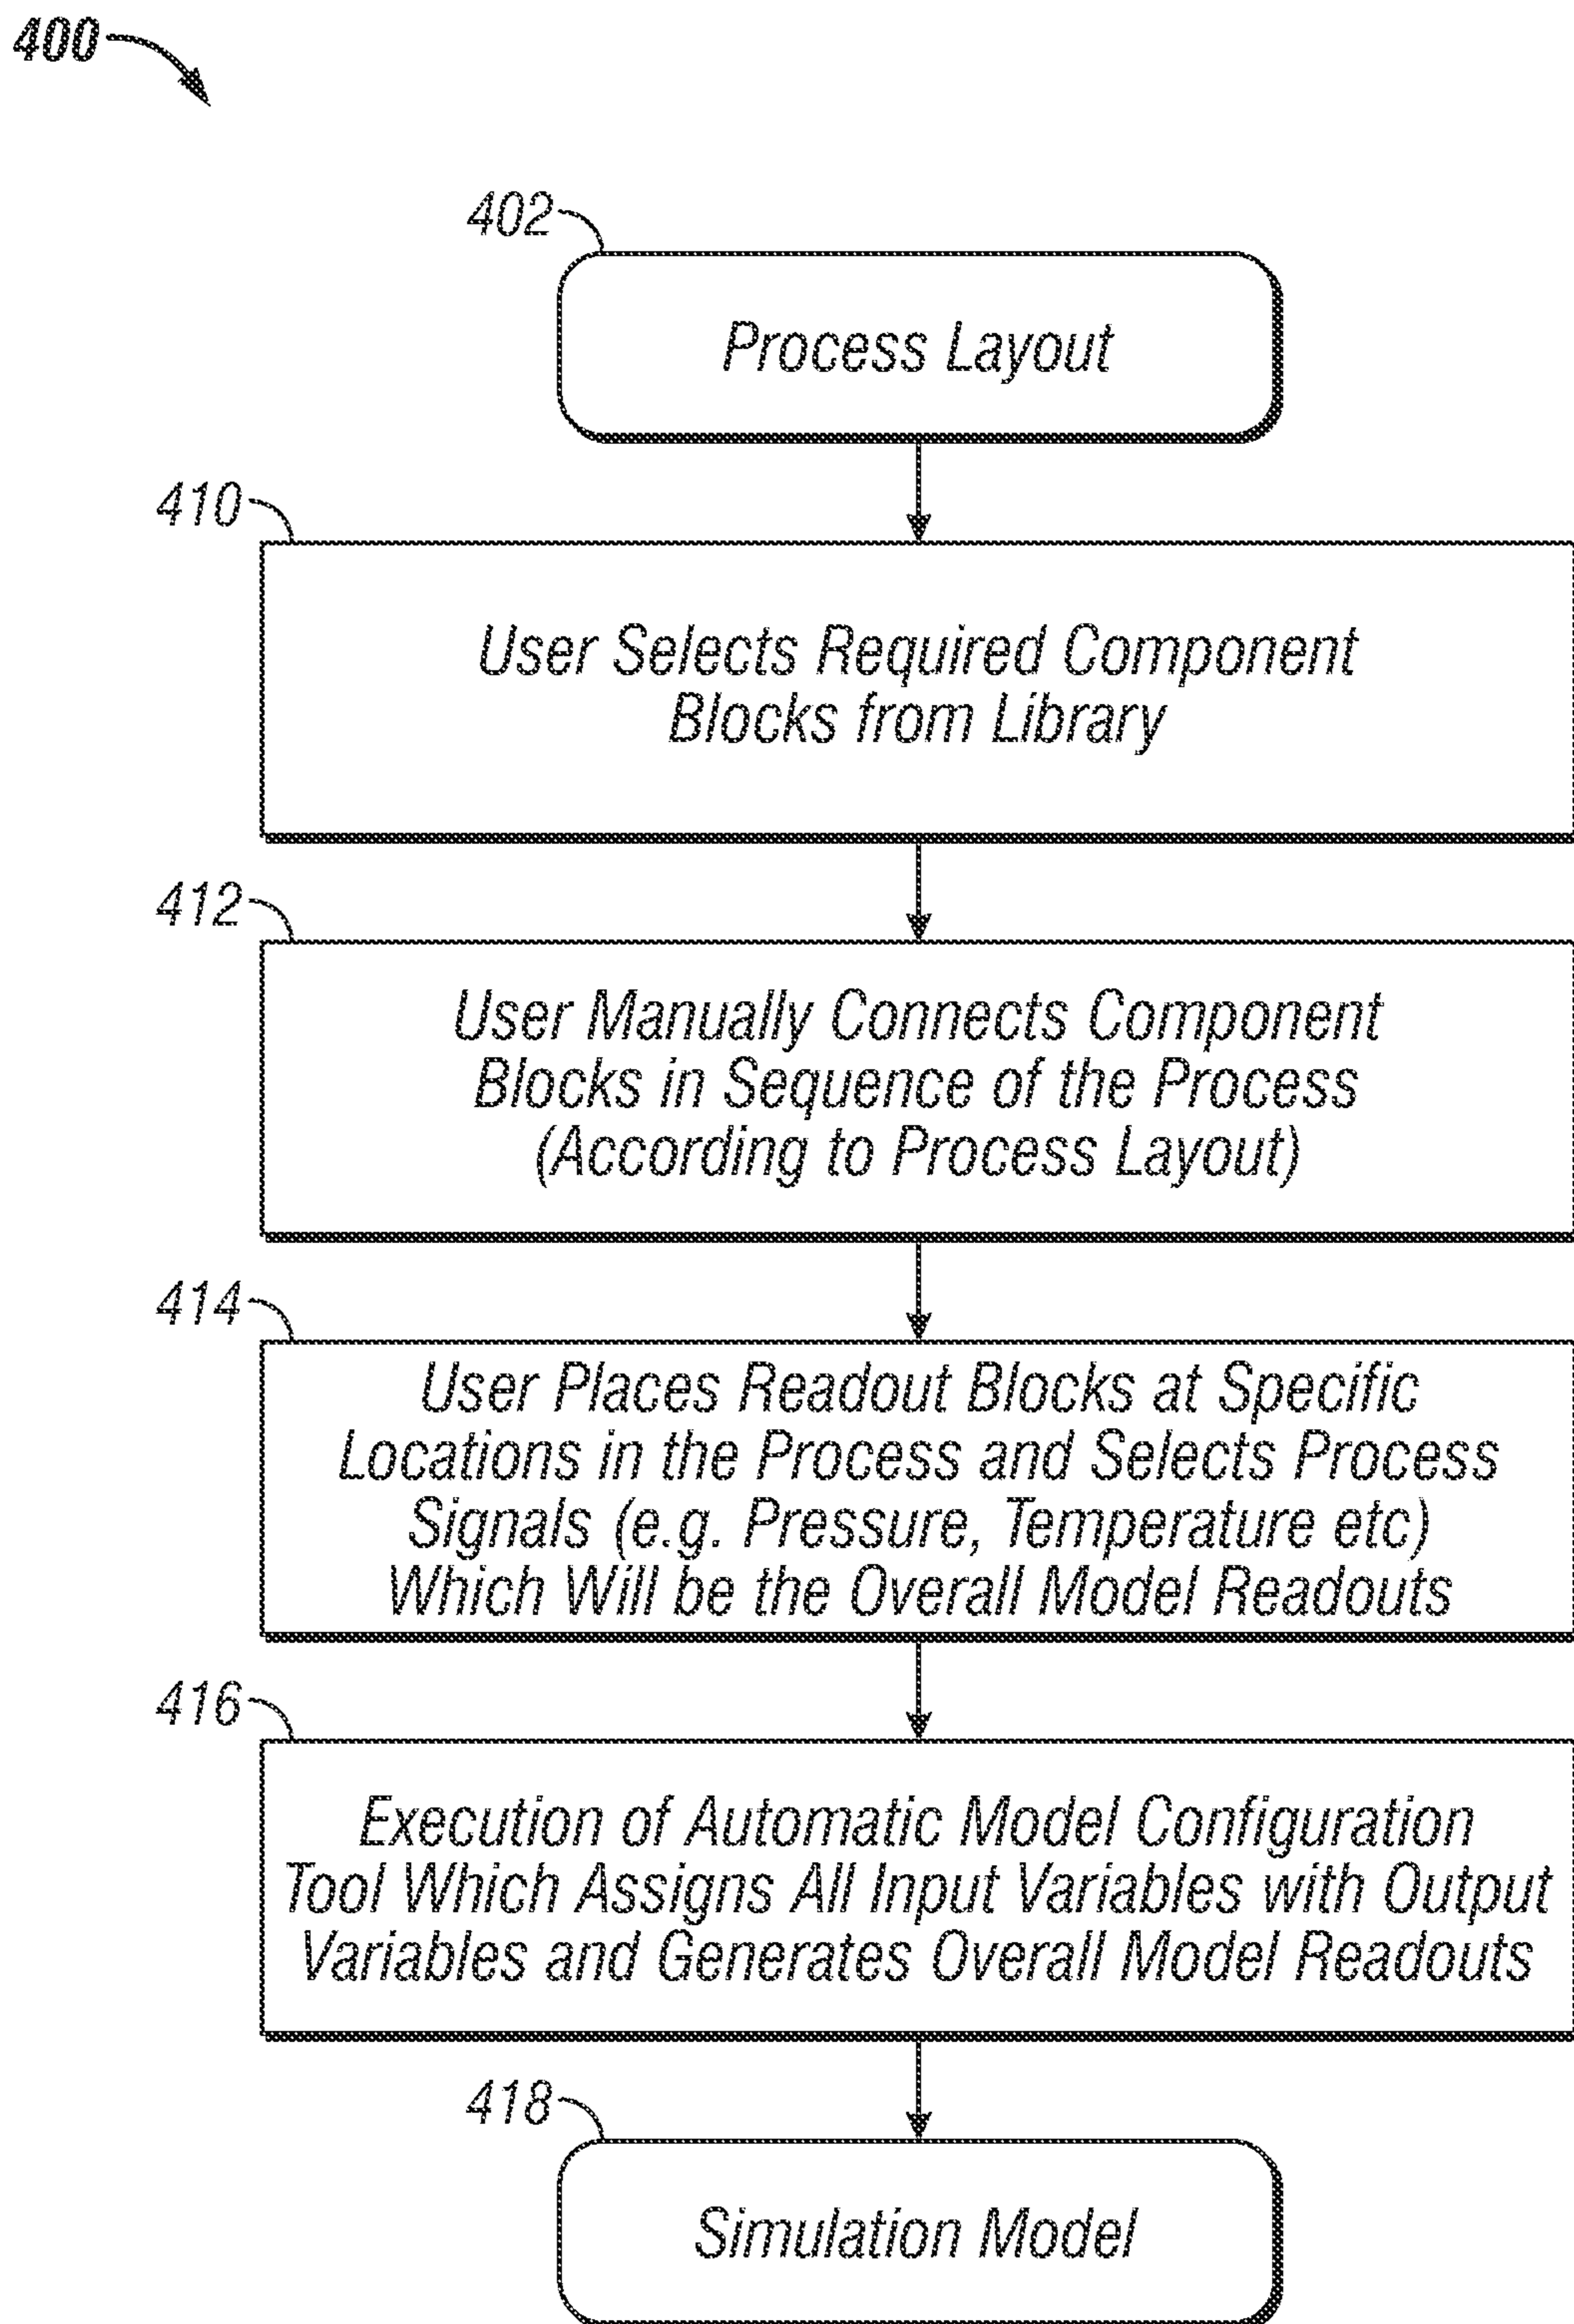 400
402
Process Layout
410
User Selects Required Component
Blocks from Library
412
User Manually Connects Component
Blocks in Sequence of the Process
(According to Process Layout)
414
User Places Readout Blocks at Specific
Locations in the Process and Selects Process
Signals (e.g. Pressure, Temperature etc)
Which Will be the Overall Model Readouts
416
Execution of Automatic Model Configuration
Tool Which Assigns All Input Variables with Output
Variables and Generates Overall Model Readouts
418
Simulation Model